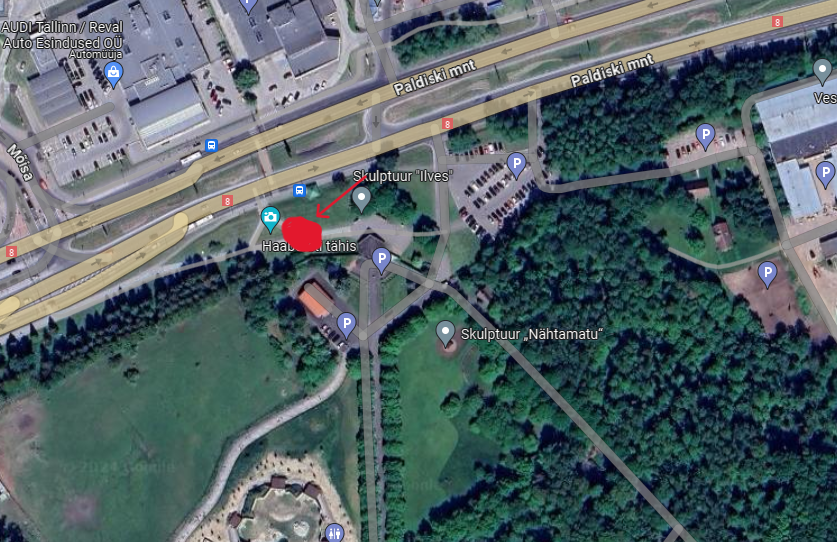 AUDI Tallinn / Reval
Auto Esindused OÜ
Automüüja
P
Paldiski mnt
Paldiski mnt
8
8
8
8
Mõisa
Ves
P
P
P
Skulptuur "Ilves"
tähis
P
P
P
Skulptuur „Nähtamatu“